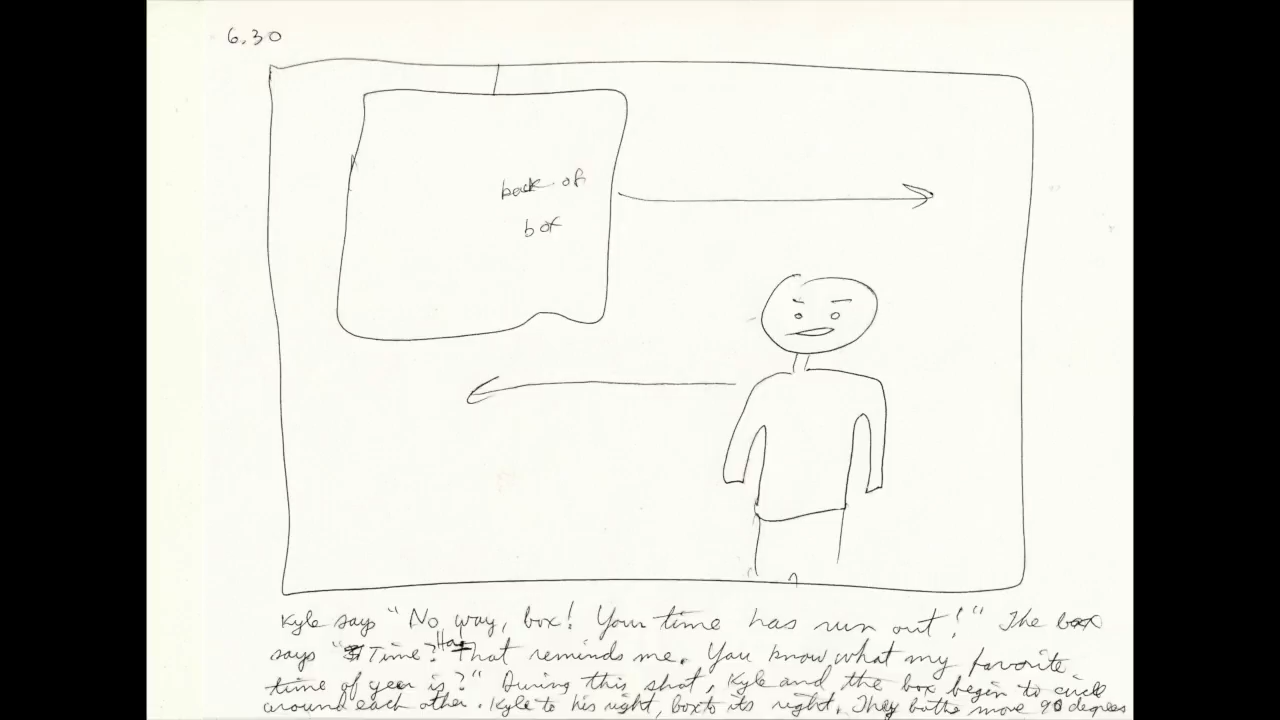 6.30
back of
box
Kyle says "No way, box! Your time has run out!" The box
says "Time? Ha, That reminds me. You know what my favorite
time of year is?" During this shot, Kyle and the box begin to circle
around each other. Kyle to his right, box to its right. They bothe move 90 degrees